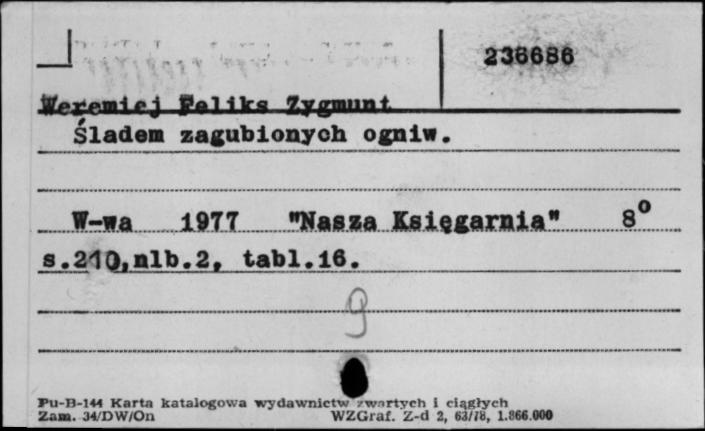 236686
Weremiej Feliks Zygmunt
Śladem zagubionych ogniw.
W-wa 1977 "Nasza Księgarnia" 8°
s.210,nlb.2, tabl.16.
9
Pu-B-144 Karta katalogowa wydawnictw zwartych i ciągłych
Zam. 34/DW/On WZGraf. Z-d 2, 63/78, 1.866.000